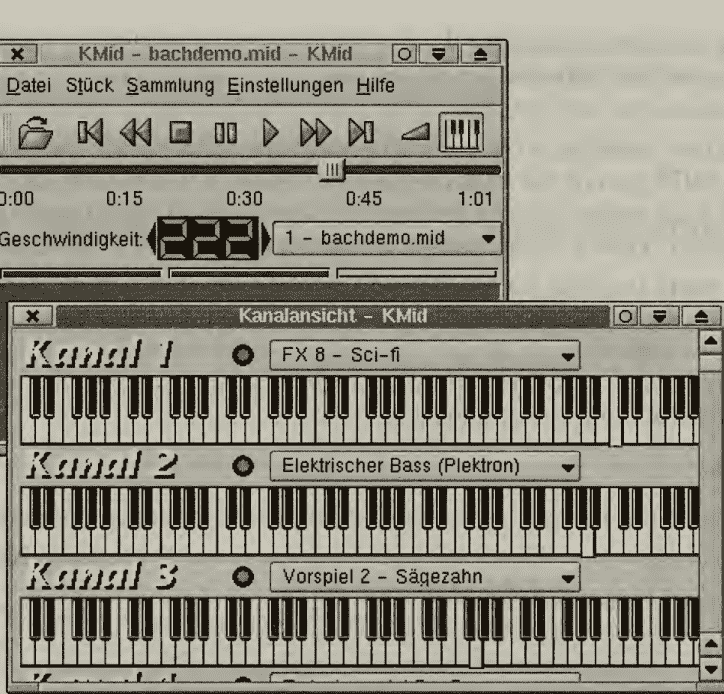 KMid - bachdemo.mid - KMid
Datei Stück Sammlung Einstellungen Hilfe
0:00 0:15 0:30 0:45 1:01
Geschwindigkeit: 222 1 - bachdemo.mid
Kanalansicht - KMid
Kanal 1 FX 8 - Sci-fi
Kanal 2 Elektrischer Bass (Plektron)
Kanal 3 Vorspiel 2 - Sägezahn